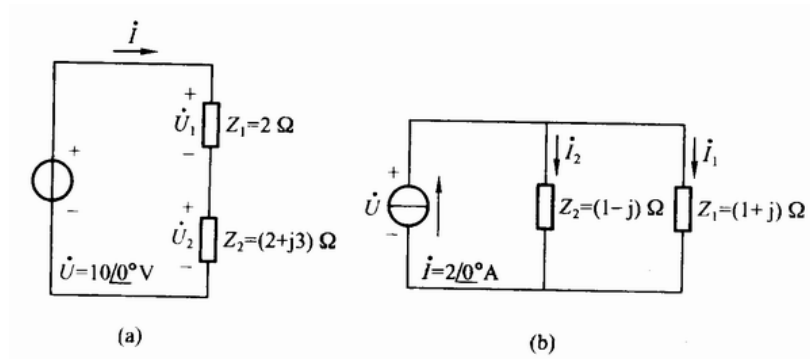 İ
+
U̇₁ Z₁=2 Ω
−
+
−
+
U̇₂ Z₂=(2+j3) Ω
−
U̇=10/0°V
(a)
İ₂ İ₁
+
U̇ Z₂=(1−j) Ω Z₁=(1+j) Ω
−
İ=2/0°A
(b)